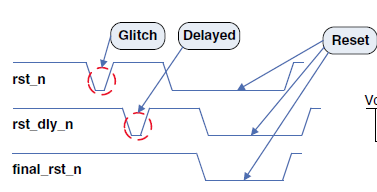 Glitch Delayed
Reset
rst_n
rst_dly_n
final_rst_n